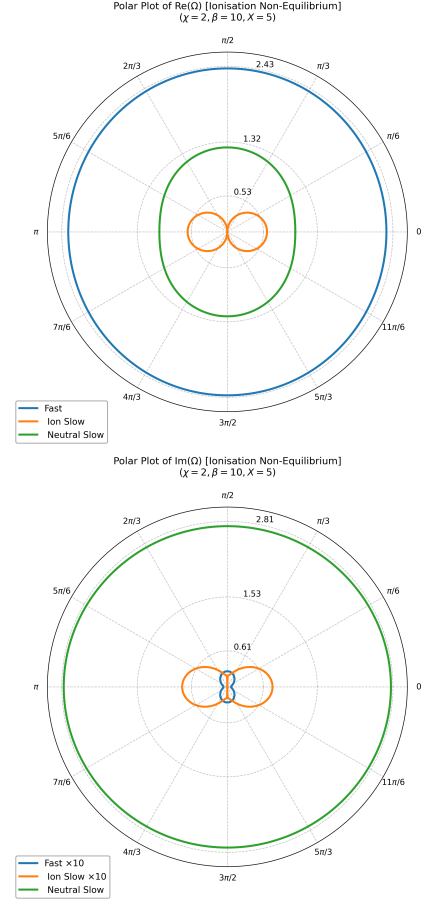 Polar Plot of Re(Ω) [Ionisation Non-Equilibrium]
(χ = 2, β = 10, X = 5)
π/2
2π/3
2.43
π/3
5π/6
1.32
π/6
0.53
π
0
7π/6
11π/6
4π/3
5π/3
3π/2
Fast
Ion Slow
Neutral Slow
Polar Plot of Im(Ω) [Ionisation Non-Equilibrium]
(χ = 2, β = 10, X = 5)
π/2
2π/3
2.81
π/3
5π/6
1.53
π/6
0.61
π
0
7π/6
11π/6
4π/3
5π/3
3π/2
Fast ×10
Ion Slow ×10
Neutral Slow